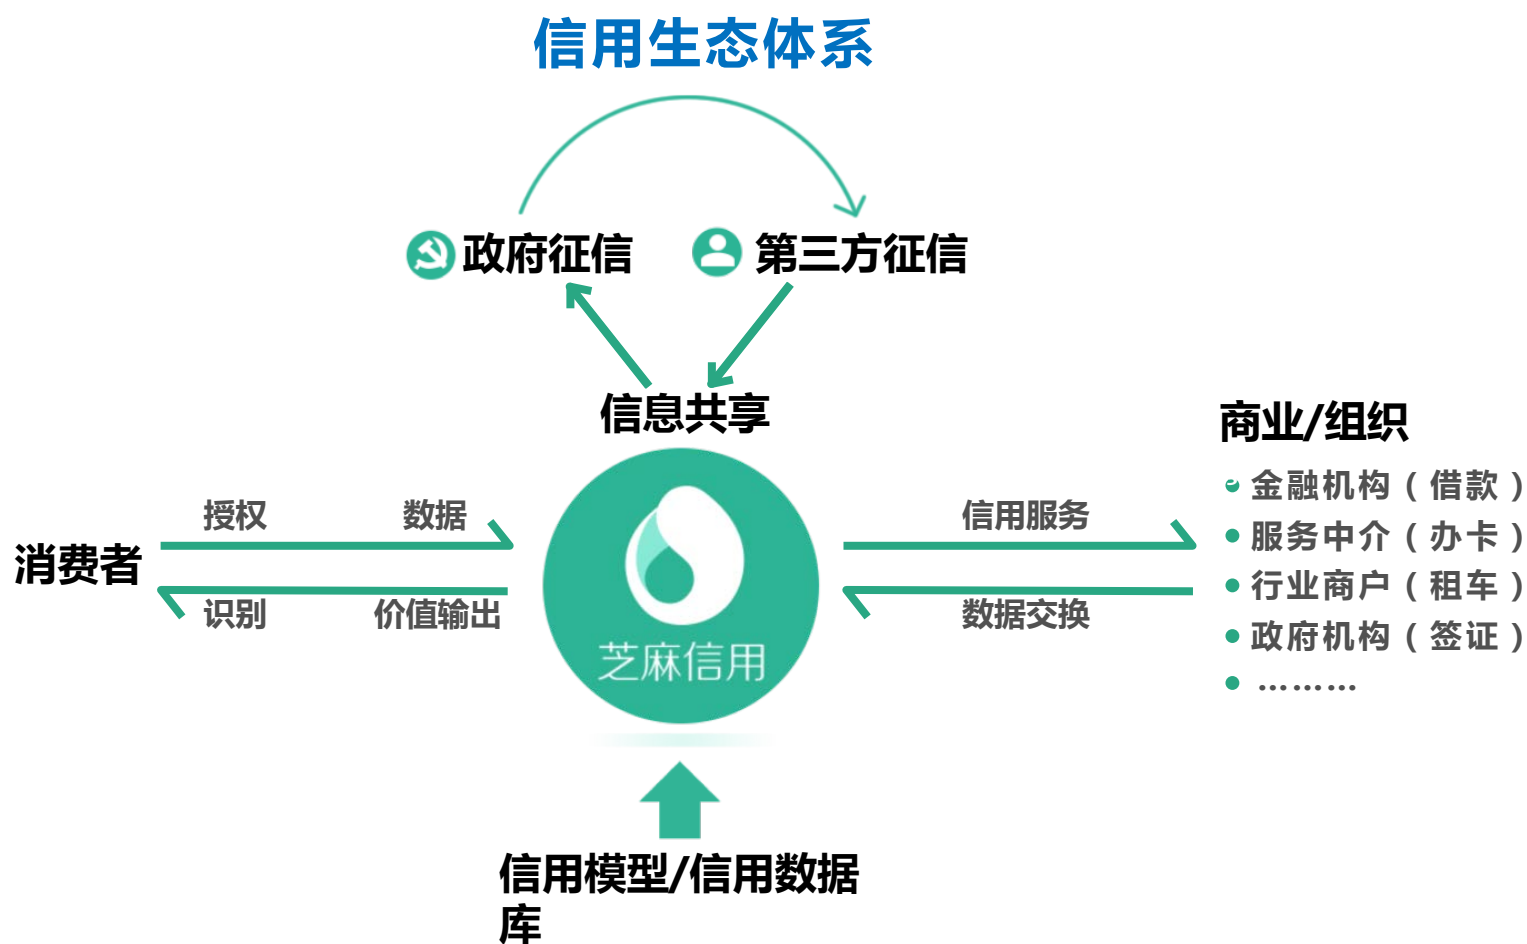 信用生态体系
政府征信
第三方征信
信息共享
商业/组织
金融机构（借款）
服务中介（办卡）
行业商户（租车）
政府机构（签证）
………
授权
数据
消费者
识别
价值输出
芝麻信用
信用服务
数据交换
信用模型/信用数据
库